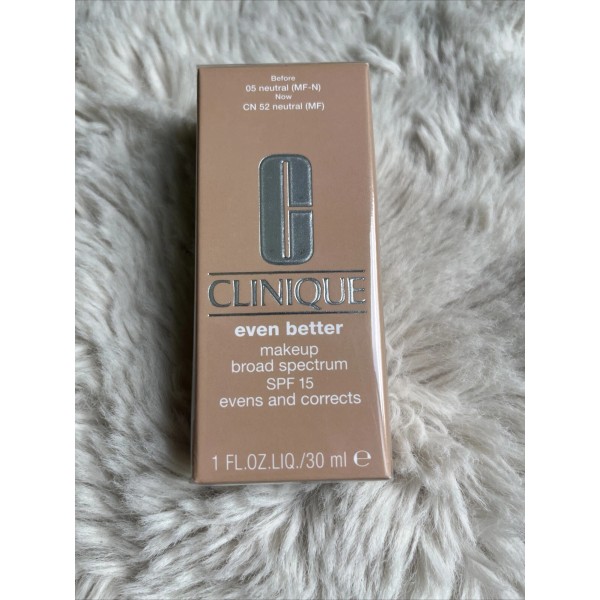 Before
05 neutral (MF-N)
Now
CN 52 neutral (MF)
C
CLINIQUE
even better
makeup
broad spectrum
SPF 15
evens and corrects
1 FL.OZ.LIQ./30 ml ℮